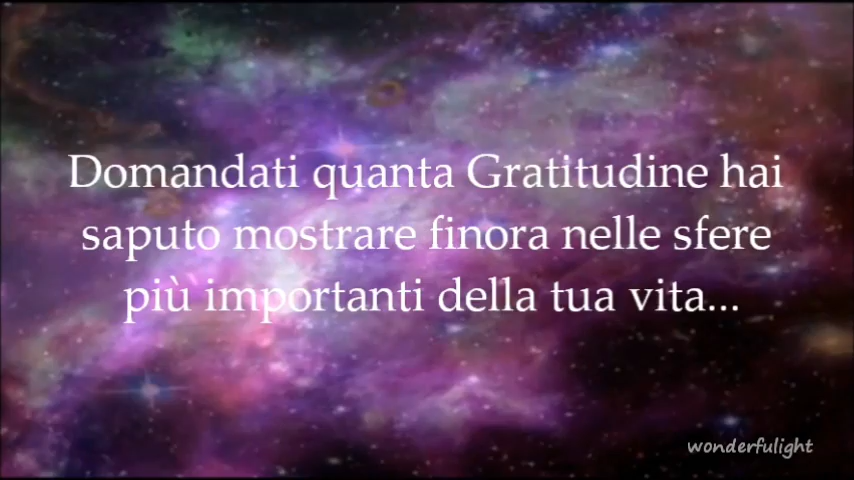 Domandati quanta Gratitudine hai
saputo mostrare finora nelle sfere
più importanti della tua vita...
wonderfulight